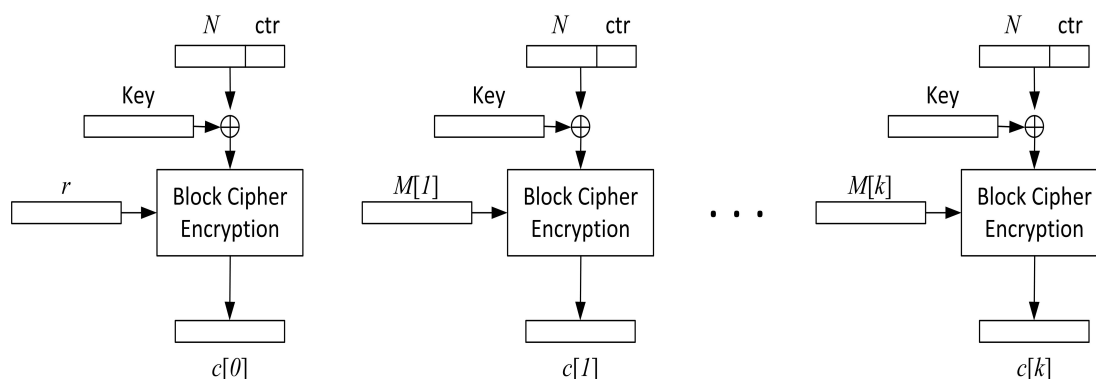 N ctr N ctr N ctr
Key Key Key
r M[1] M[k]
Block Cipher Block Cipher Block Cipher
Encryption Encryption . . . Encryption
c[0] c[1] c[k]